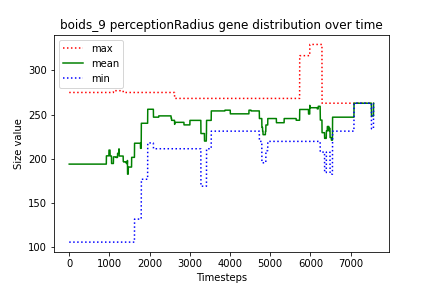 boids_9 perceptionRadius gene distribution over time
max
mean
min
Size value
300
250
200
150
100
0 1000 2000 3000 4000 5000 6000 7000
Timesteps